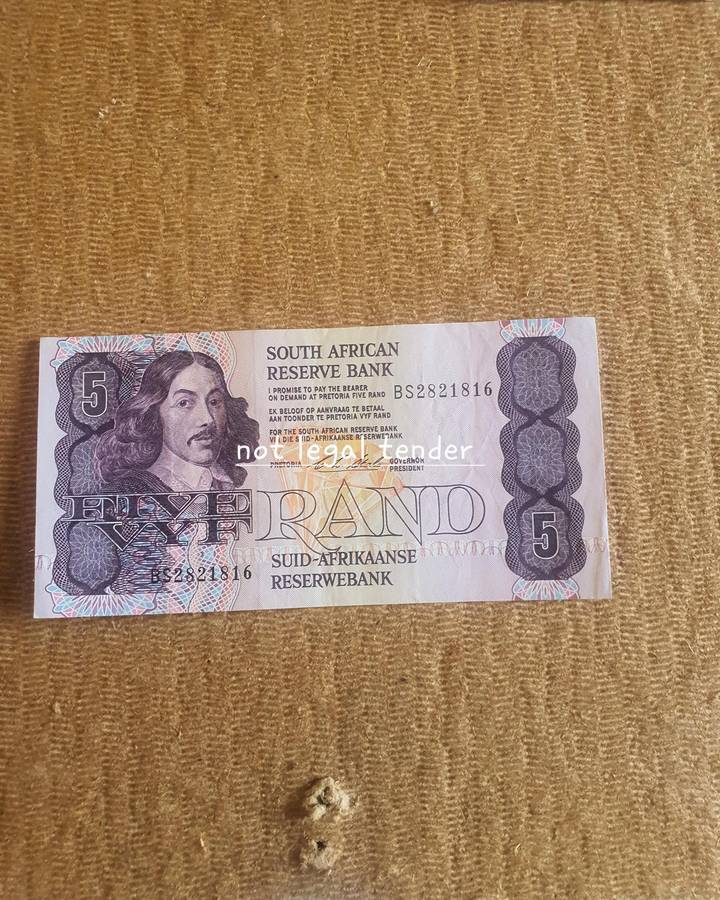 SOUTH AFRICAN
RESERVE BANK
I PROMISE TO PAY THE BEARER
ON DEMAND AT PRETORIA FIVE RAND
BS2821816
EK BELOOF OP AANVRAAG TE BETAAL
AAN TOONDER TE PRETORIA VYF RAND
FOR THE SOUTH AFRICAN RESERVE BANK
VIR DIE SUID-AFRIKAANSE RESERWEBANK
not legal tender
PRETORIA
GOVERNOR
PRESIDENT
5
FIVE
VYF
RAND
BS2821816
SUID-AFRIKAANSE
RESERWEBANK
5